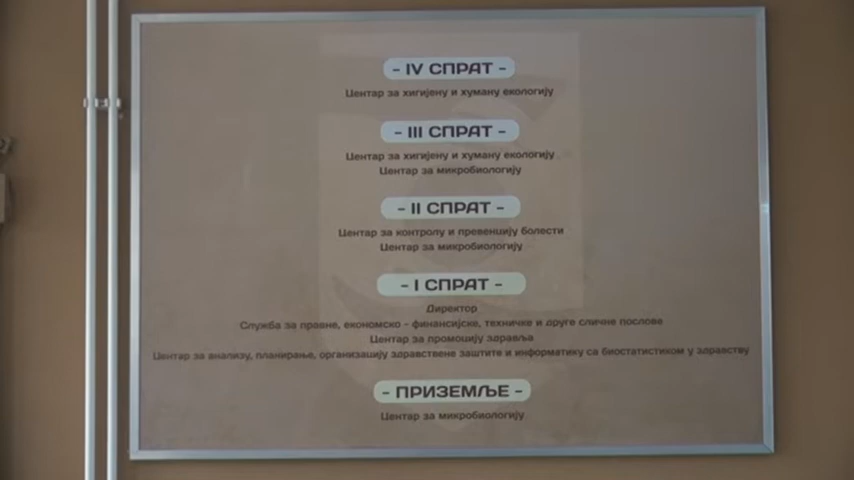 - IV СПРАТ -
Центар за хигијену и хуману екологију
- III СПРАТ -
Центар за хигијену и хуману екологију
Центар за микробиологију
- II СПРАТ -
Центар за контролу и превенцију болести
Центар за микробиологију
- I СПРАТ -
Директор
Служба за правне, економско - финансијске, техничке и друге сличне послове
Центар за промоцију здравља
Центар за анализу, планирање, организацију здравствене заштите и информатику са биостатистиком у здравству
- ПРИЗЕМЉЕ -
Центар за микробиологију